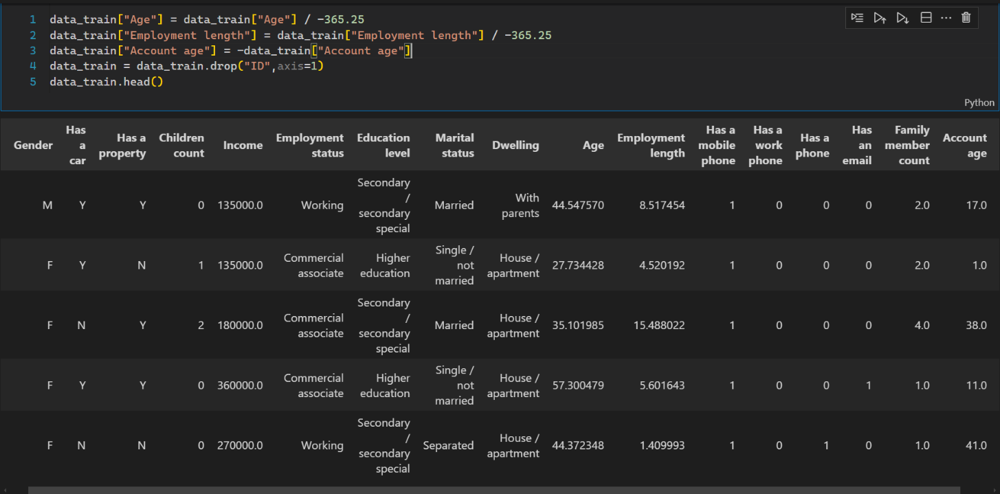 1 data_train["Age"] = data_train["Age"] / -365.25
2 data_train["Employment length"] = data_train["Employment length"] / -365.25
3 data_train["Account age"] = -data_train["Account age"]
4 data_train = data_train.drop("ID",axis=1)
5 data_train.head()
Python
Gender Has a car Has a property Children count Income Employment status Education level Marital status Dwelling Age Employment length Has a mobile phone Has a work phone Has a phone Has an email Family member count Account age
M Y Y 0 135000.0 Working Secondary / secondary special Married With parents 44.547570 8.517454 1 0 0 0 2.0 17.0
F Y N 1 135000.0 Commercial associate Higher education Single / not married House / apartment 27.734428 4.520192 1 0 0 0 2.0 1.0
F N Y 2 180000.0 Commercial associate Secondary / secondary special Married House / apartment 35.101985 15.488022 1 0 0 0 4.0 38.0
F Y Y 0 360000.0 Commercial associate Higher education Single / not married House / apartment 57.300479 5.601643 1 0 0 1 1.0 11.0
F N N 0 270000.0 Working Secondary / secondary special Separated House / apartment 44.372348 1.409993 1 0 1 0 1.0 41.0